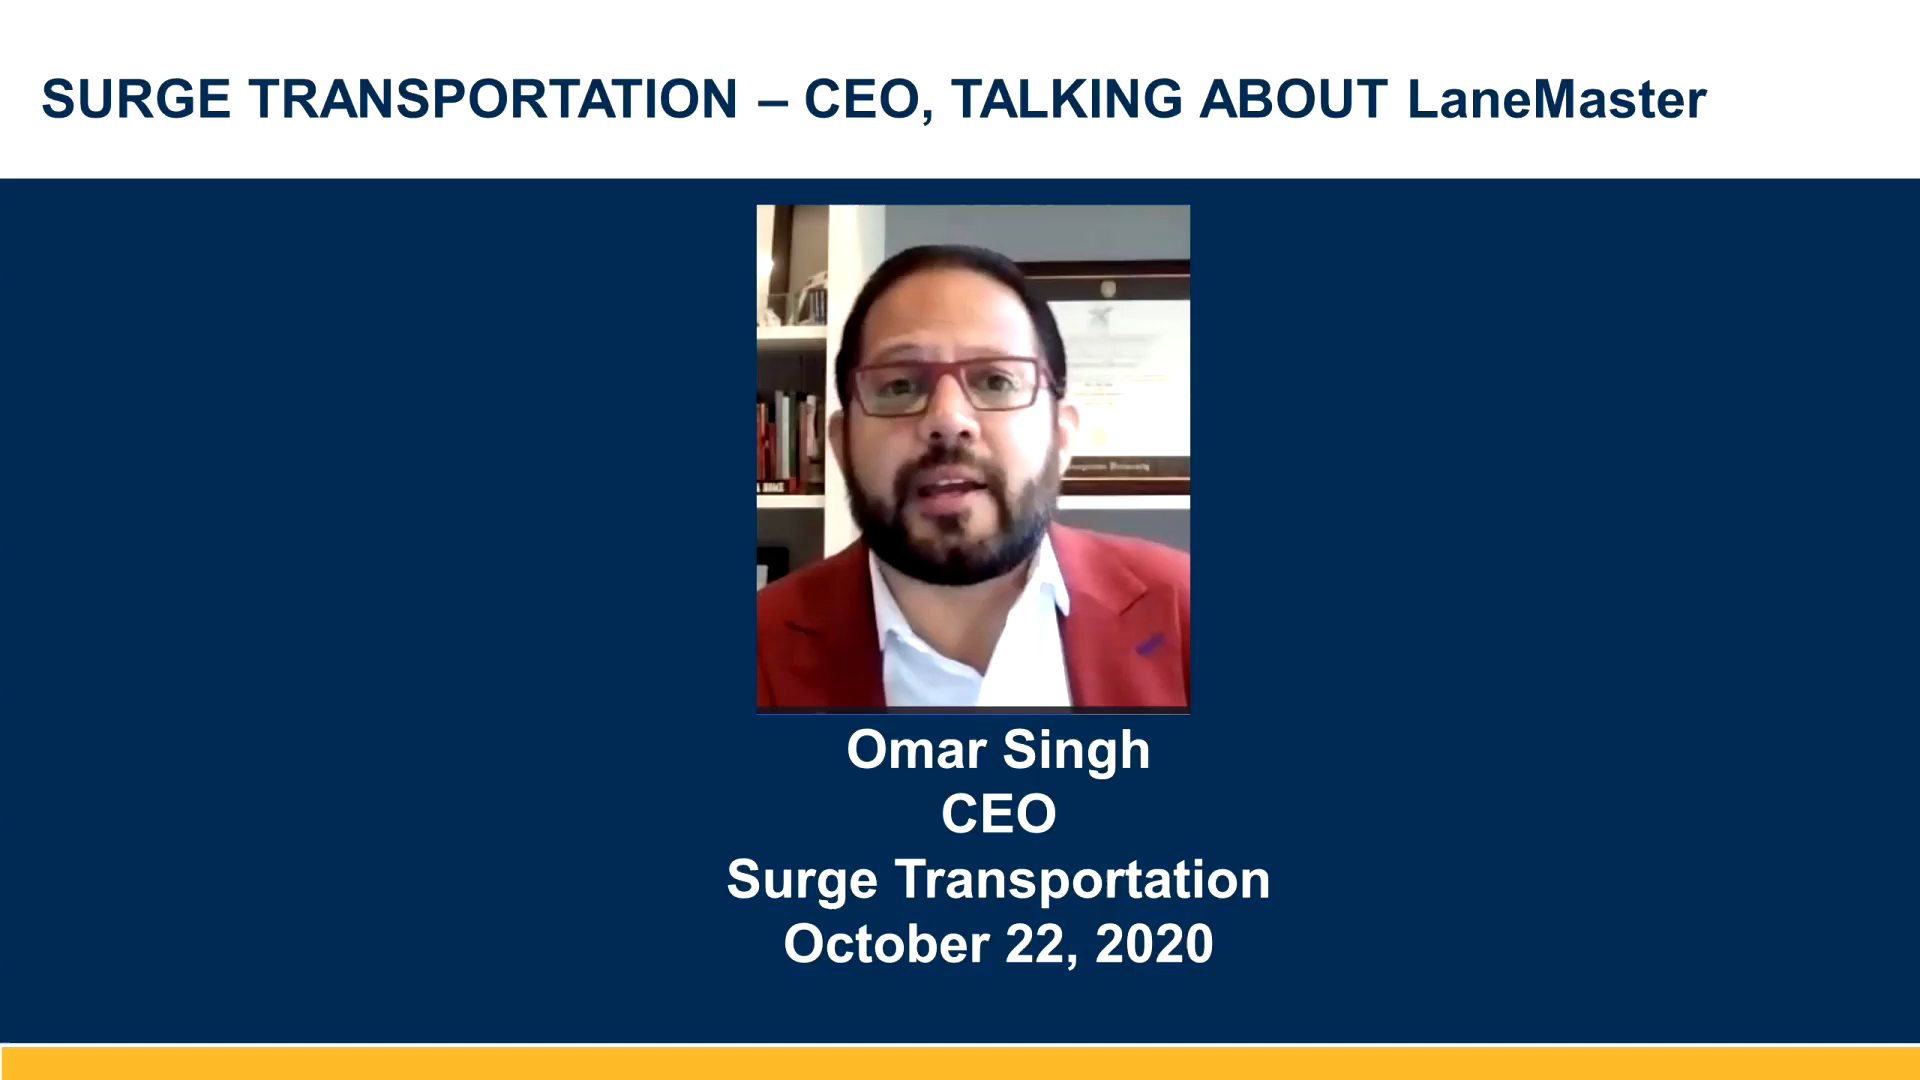 SURGE TRANSPORTATION – CEO, TALKING ABOUT LaneMaster
Omar Singh
CEO
Surge Transportation
October 22, 2020